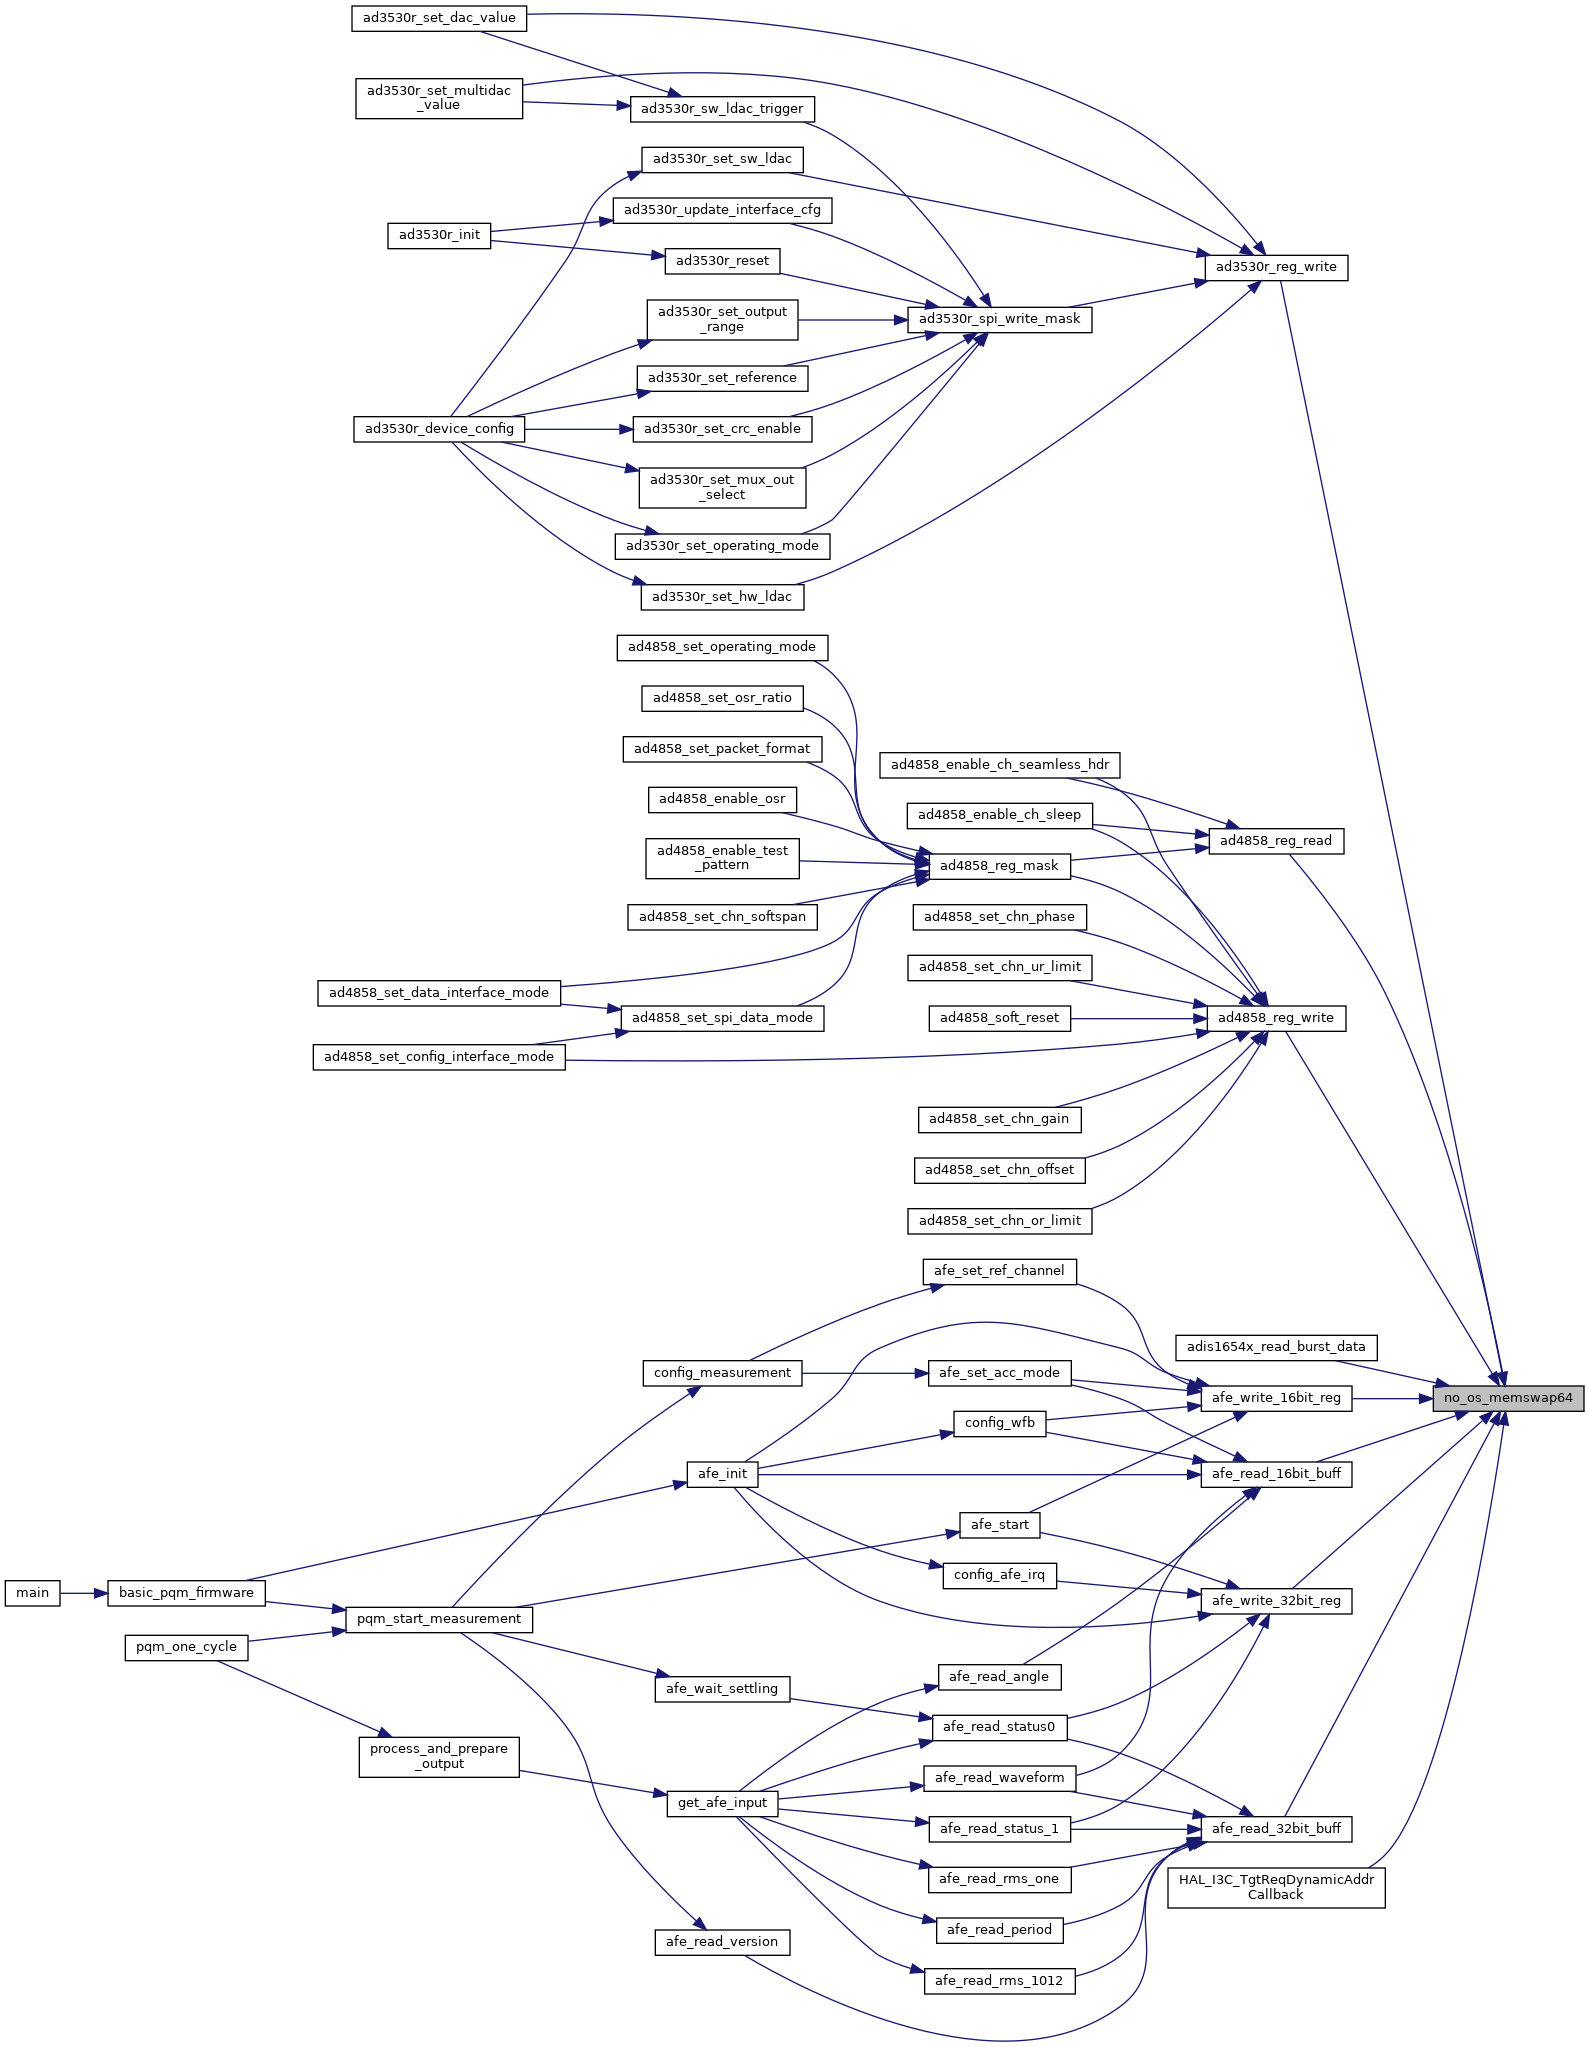 ad3530r_set_dac_value
ad3530r_set_multidac
_value
ad3530r_sw_ldac_trigger
ad3530r_set_sw_ldac
ad3530r_update_interface_cfg
ad3530r_init
ad3530r_reset
ad3530r_reg_write
ad3530r_set_output
_range
ad3530r_spi_write_mask
ad3530r_set_reference
ad3530r_device_config
ad3530r_set_crc_enable
ad3530r_set_mux_out
_select
ad3530r_set_operating_mode
ad3530r_set_hw_ldac
ad4858_set_operating_mode
ad4858_set_osr_ratio
ad4858_set_packet_format
ad4858_enable_ch_seamless_hdr
ad4858_enable_osr
ad4858_enable_ch_sleep
ad4858_reg_read
ad4858_enable_test
_pattern
ad4858_reg_mask
ad4858_set_chn_softspan
ad4858_set_chn_phase
ad4858_set_chn_ur_limit
ad4858_set_data_interface_mode
ad4858_set_spi_data_mode
ad4858_soft_reset
ad4858_reg_write
ad4858_set_config_interface_mode
ad4858_set_chn_gain
ad4858_set_chn_offset
ad4858_set_chn_or_limit
afe_set_ref_channel
adis1654x_read_burst_data
config_measurement
afe_set_acc_mode
afe_write_16bit_reg
no_os_memswap64
config_wfb
afe_init
afe_read_16bit_buff
afe_start
config_afe_irq
main
basic_pqm_firmware
afe_write_32bit_reg
pqm_start_measurement
pqm_one_cycle
afe_read_angle
afe_wait_settling
afe_read_status0
process_and_prepare
_output
afe_read_waveform
get_afe_input
afe_read_status_1
afe_read_32bit_buff
afe_read_rms_one
HAL_I3C_TgtReqDynamicAddr
Callback
afe_read_period
afe_read_version
afe_read_rms_1012